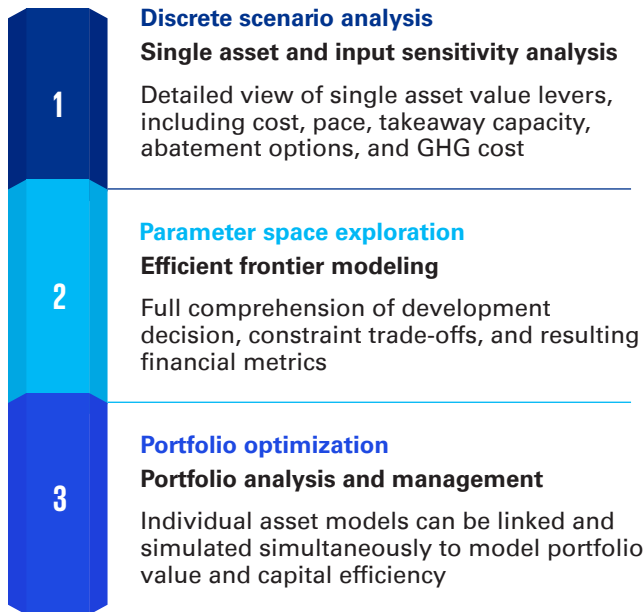 Discrete scenario analysis
Single asset and input sensitivity analysis
1
Detailed view of single asset value levers,
including cost, pace, takeaway capacity,
abatement options, and GHG cost
Parameter space exploration
Efficient frontier modeling
2
Full comprehension of development
decision, constraint trade-offs, and resulting
financial metrics
Portfolio optimization
Portfolio analysis and management
3
Individual asset models can be linked and
simulated simultaneously to model portfolio
value and capital efficiency